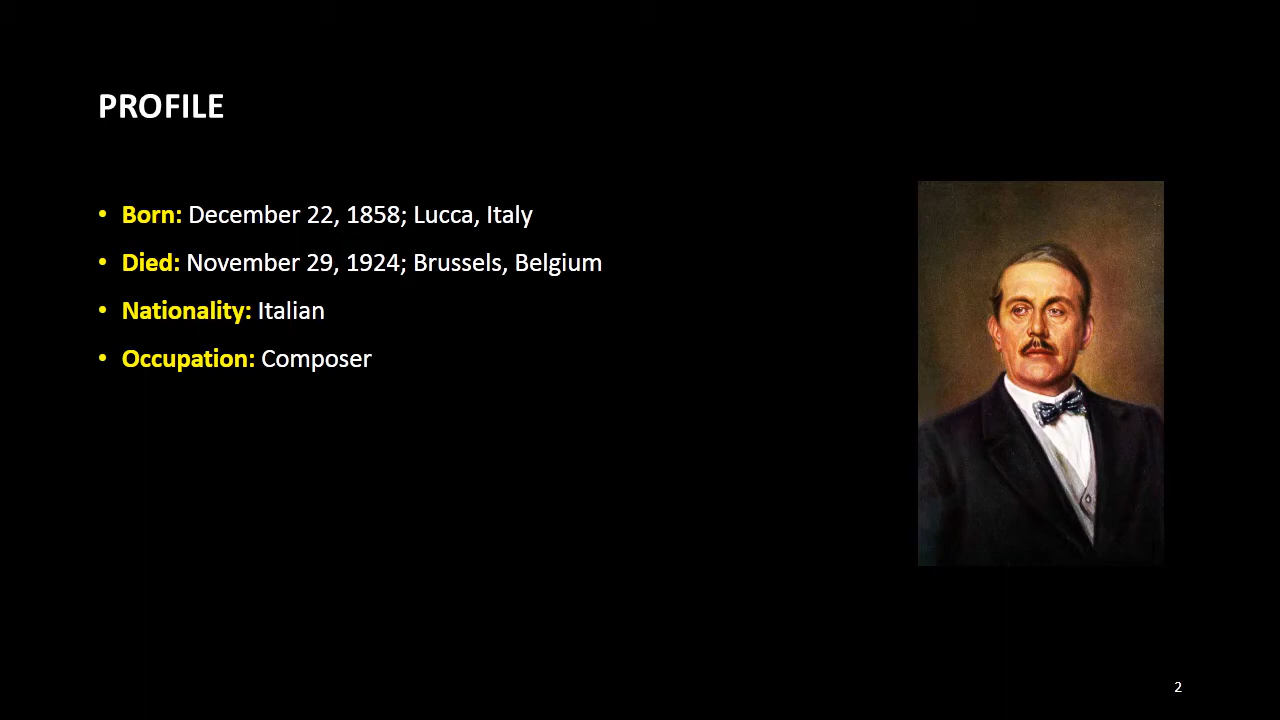 PROFILE
• Born: December 22, 1858; Lucca, Italy
• Died: November 29, 1924; Brussels, Belgium
• Nationality: Italian
• Occupation: Composer
2